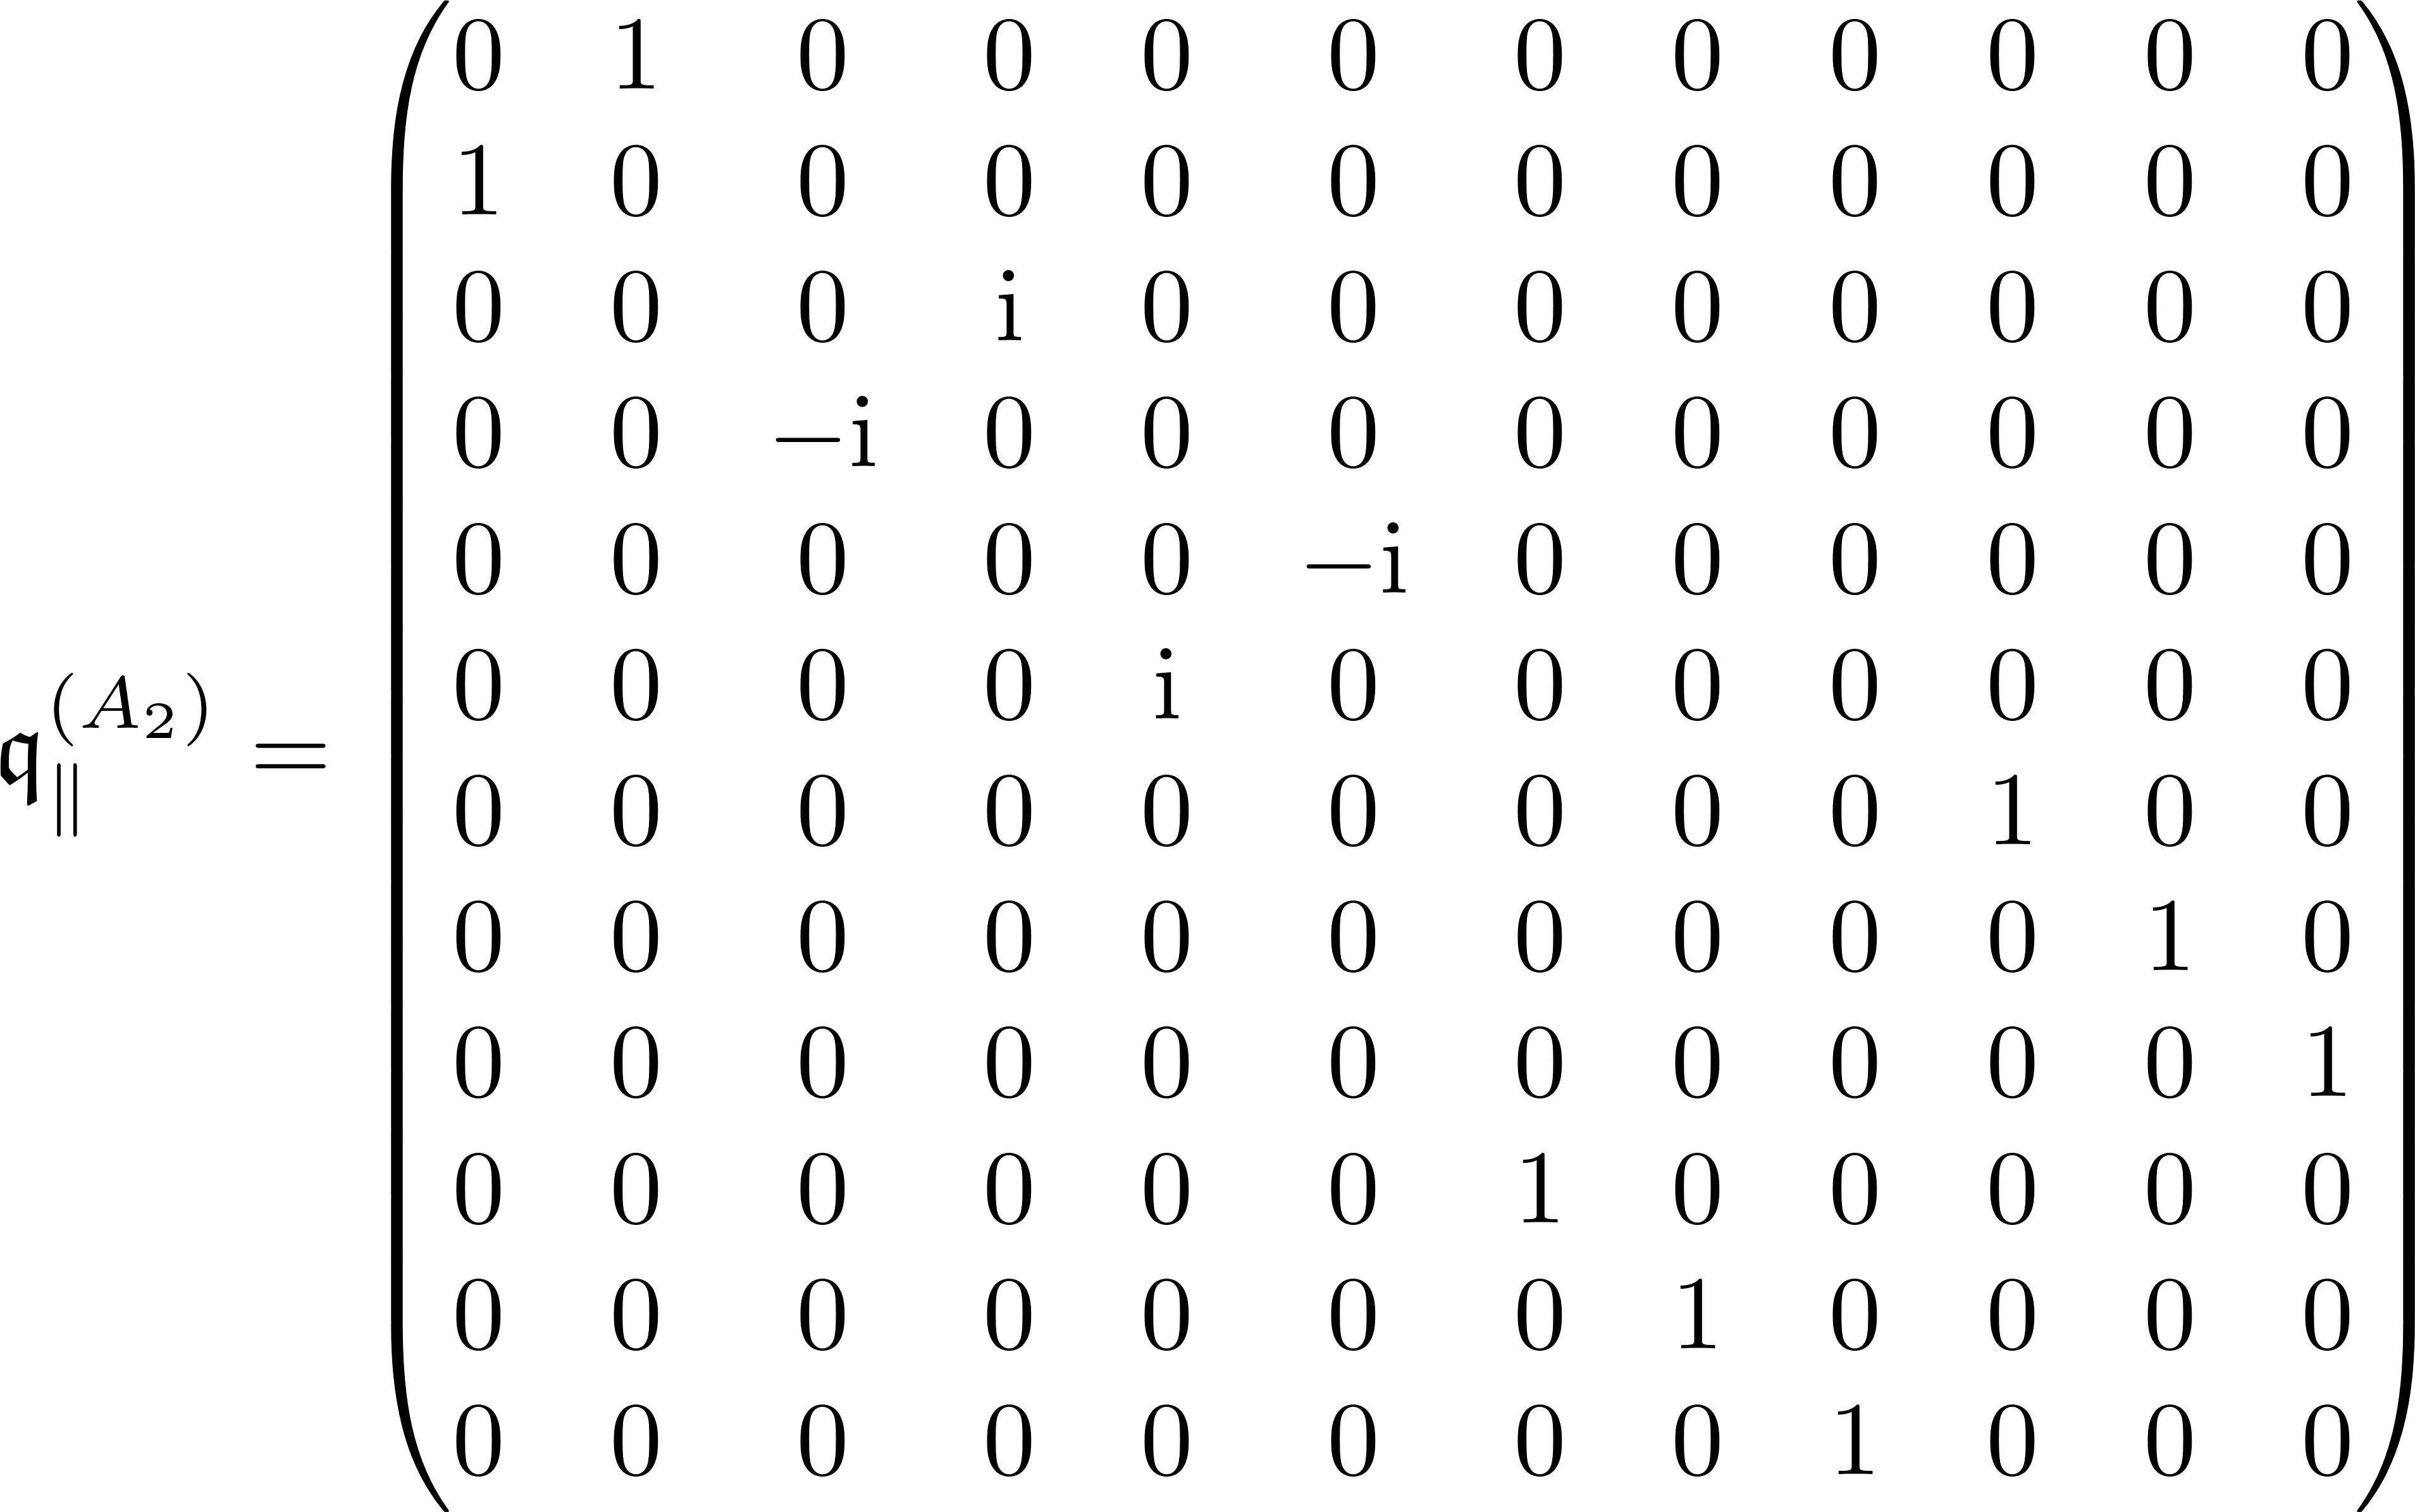 0 1 0 0 0 0 0 0 0 0 0 0
1 0 0 0 0 0 0 0 0 0 0 0
0 0 0 i 0 0 0 0 0 0 0 0
0 0 −i 0 0 0 0 0 0 0 0 0
0 0 0 0 0 −i 0 0 0 0 0 0
0 0 0 0 i 0 0 0 0 0 0 0
𝔮_∥^{(A_2)} = ( 0 0 0 0 0 0 0 0 0 1 0 0 )
0 0 0 0 0 0 0 0 0 0 1 0
0 0 0 0 0 0 0 0 0 0 0 1
0 0 0 0 0 0 1 0 0 0 0 0
0 0 0 0 0 0 0 1 0 0 0 0
0 0 0 0 0 0 0 0 1 0 0 0